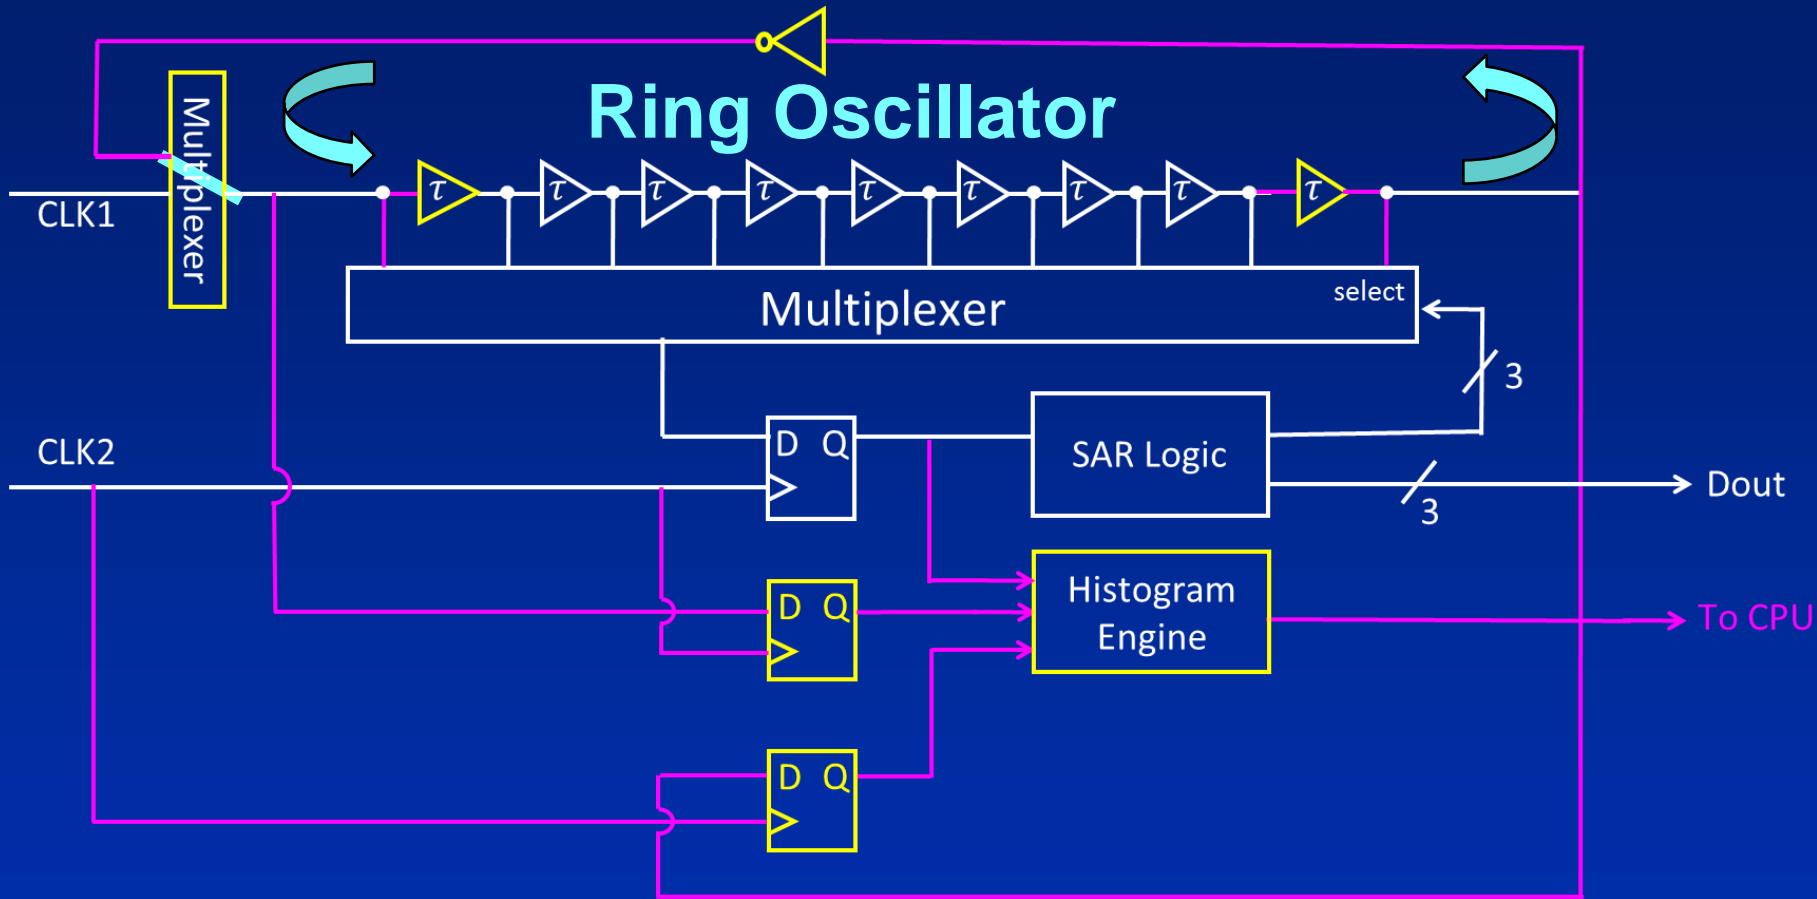 Ring Oscillator
Multiplexer
CLK1
τ τ τ τ τ τ τ τ τ
Multiplexer
select
3
D Q
SAR Logic
CLK2
3
Dout
D Q
Histogram
Engine
To CPU
D Q